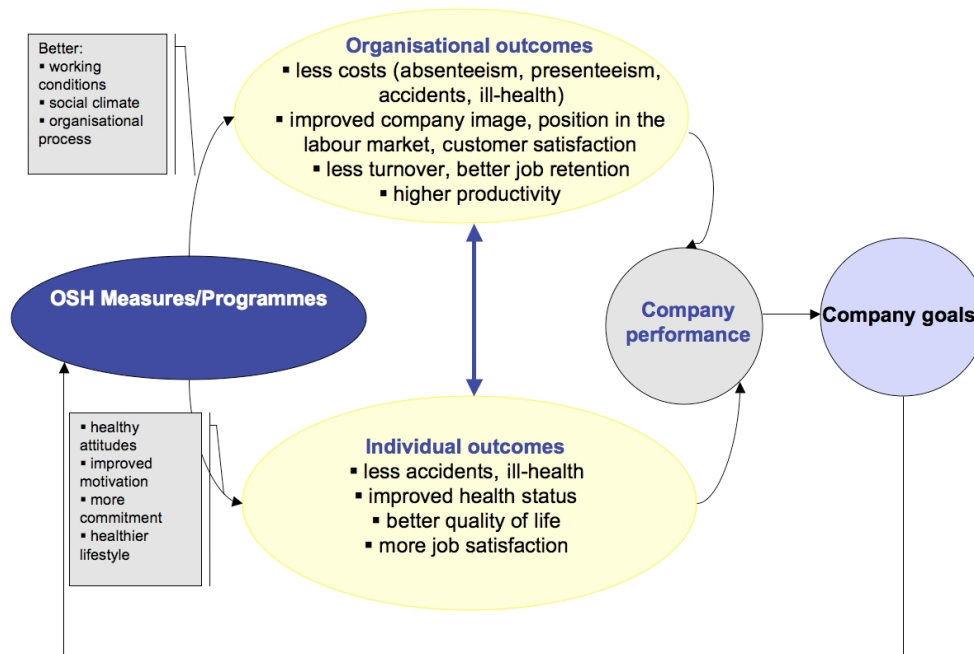 Better:
▪ working
conditions
▪ social climate
▪ organisational
process
Organisational outcomes
▪ less costs (absenteeism, presenteeism,
accidents, ill-health)
▪ improved company image, position in the
labour market, customer satisfaction
▪ less turnover, better job retention
▪ higher productivity
OSH Measures/Programmes
Company
performance
Company goals
▪ healthy
attitudes
▪ improved
motivation
▪ more
commitment
▪ healthier
lifestyle
Individual outcomes
▪ less accidents, ill-health
▪ improved health status
▪ better quality of life
▪ more job satisfaction